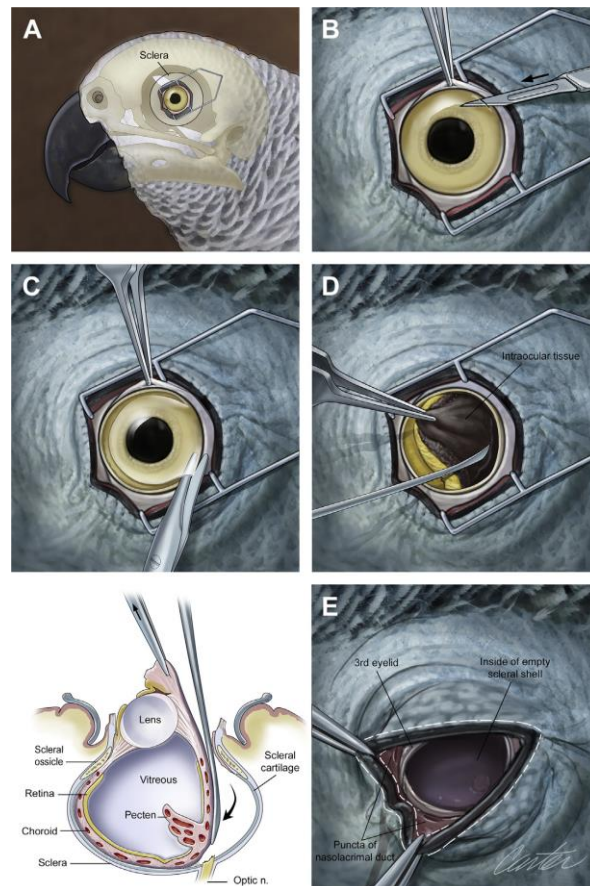 A
Sclera
B
C
D
Intraocular tissue
Lens
Scleral
ossicle
Vitreous
Scleral
cartilage
Retina
Pecten
Choroid
Sclera
Optic n.
E
3rd eyelid
Inside of empty
scleral shell
Puncta of
nasolacrimal duct